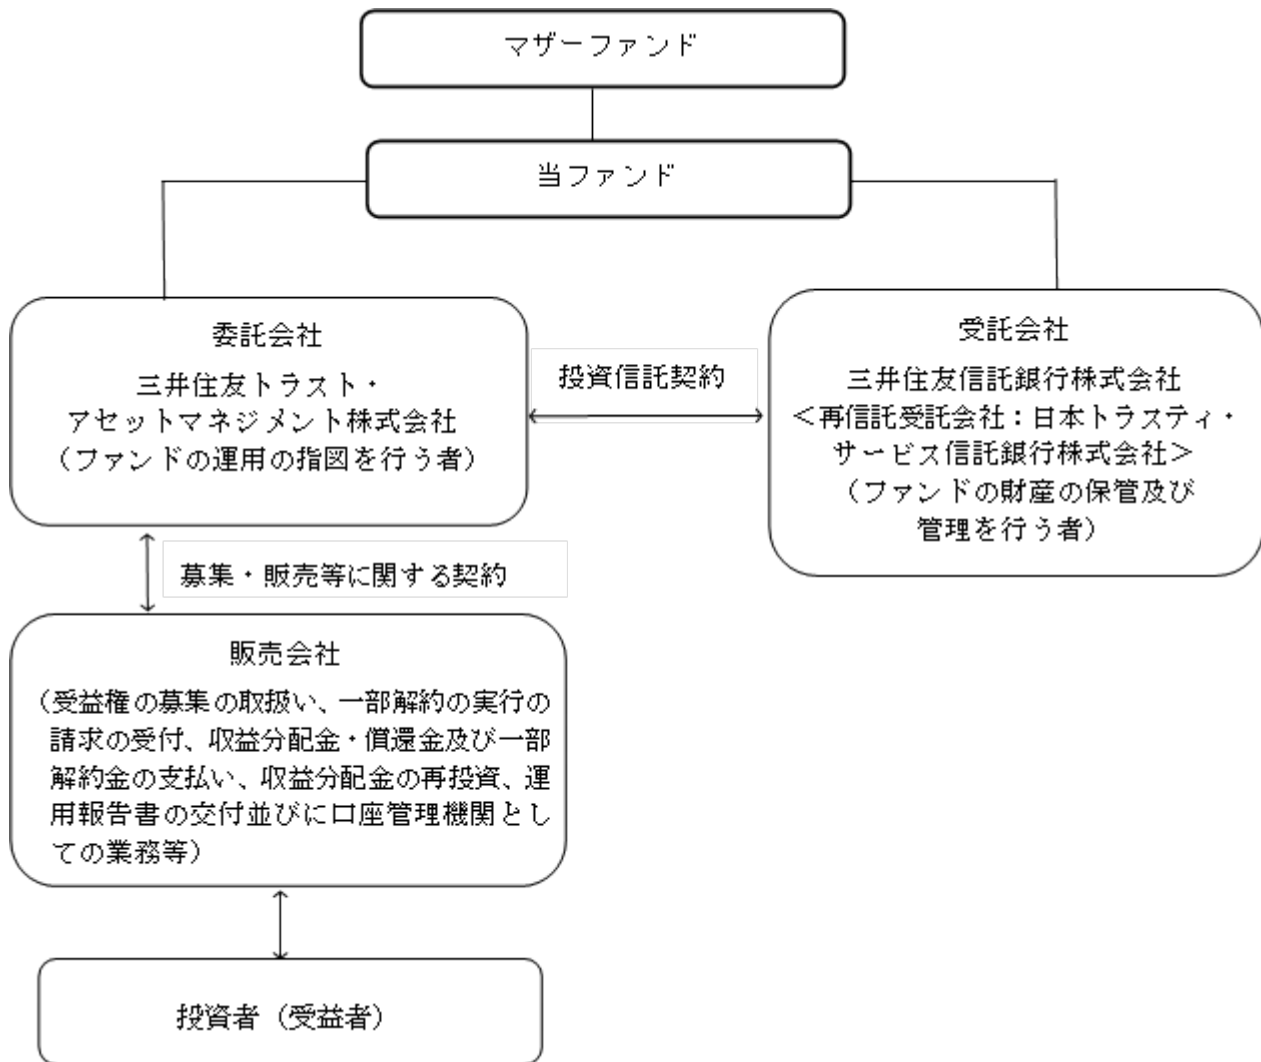 マザーファンド
当ファンド
委託会社
三井住友トラスト・
アセットマネジメント株式会社
（ファンドの運用の指図を行う者）
投資信託契約
受託会社
三井住友信託銀行株式会社
＜再信託受託会社：日本トラスティ・
サービス信託銀行株式会社＞
（ファンドの財産の保管及び
管理を行う者）
募集・販売等に関する契約
販売会社
（受益権の募集の取扱い、一部解約の実行の
請求の受付、収益分配金・償還金及び一部
解約金の支払い、収益分配金の再投資、運
用報告書の交付並びに口座管理機関とし
ての業務等）
投資者（受益者）